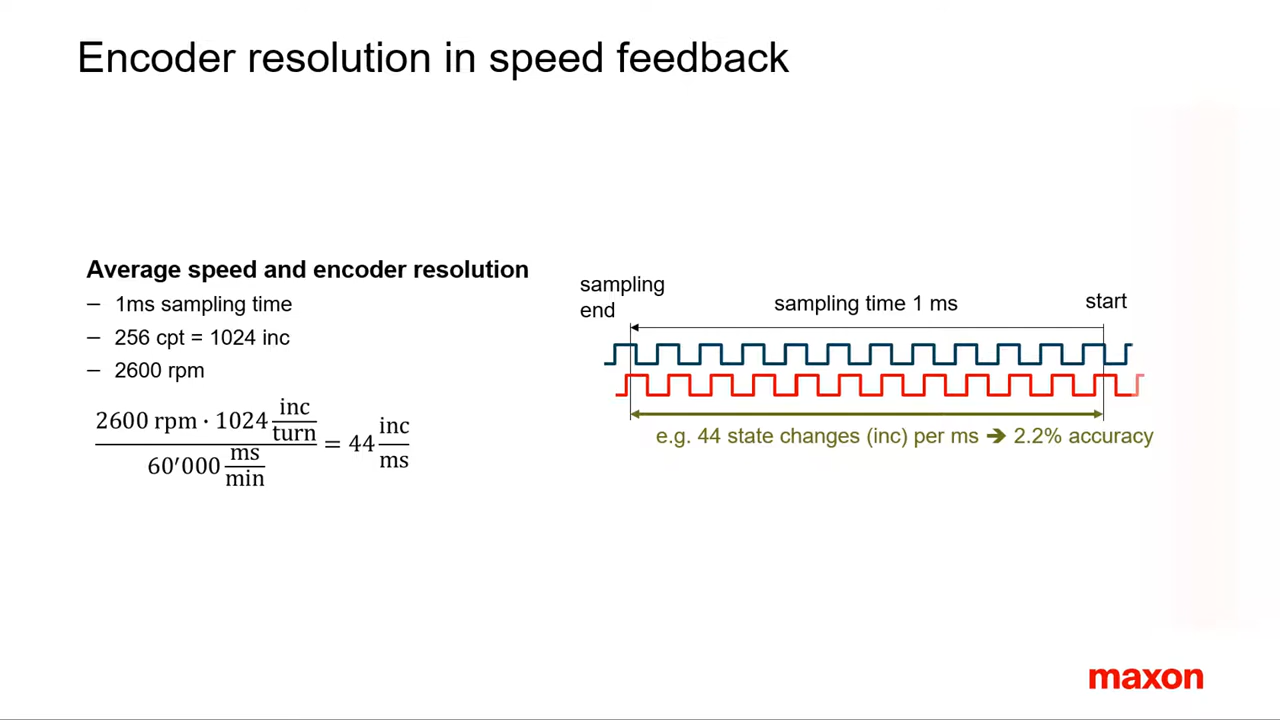 Encoder resolution in speed feedback
Average speed and encoder resolution
– 1ms sampling time
– 256 cpt = 1024 inc
– 2600 rpm
2600 rpm · 1024 inc/turn
60′000 ms/min
= 44 inc/ms
sampling
end
sampling time 1 ms
start
e.g. 44 state changes (inc) per ms ➔ 2.2% accuracy
maxon